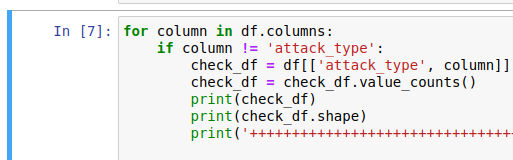 In [7]: for column in df.columns:
if column != 'attack_type':
check_df = df[['attack_type', column]]
check_df = check_df.value_counts()
print(check_df)
print(check_df.shape)
print('++++++++++++++++++++++++++++++++